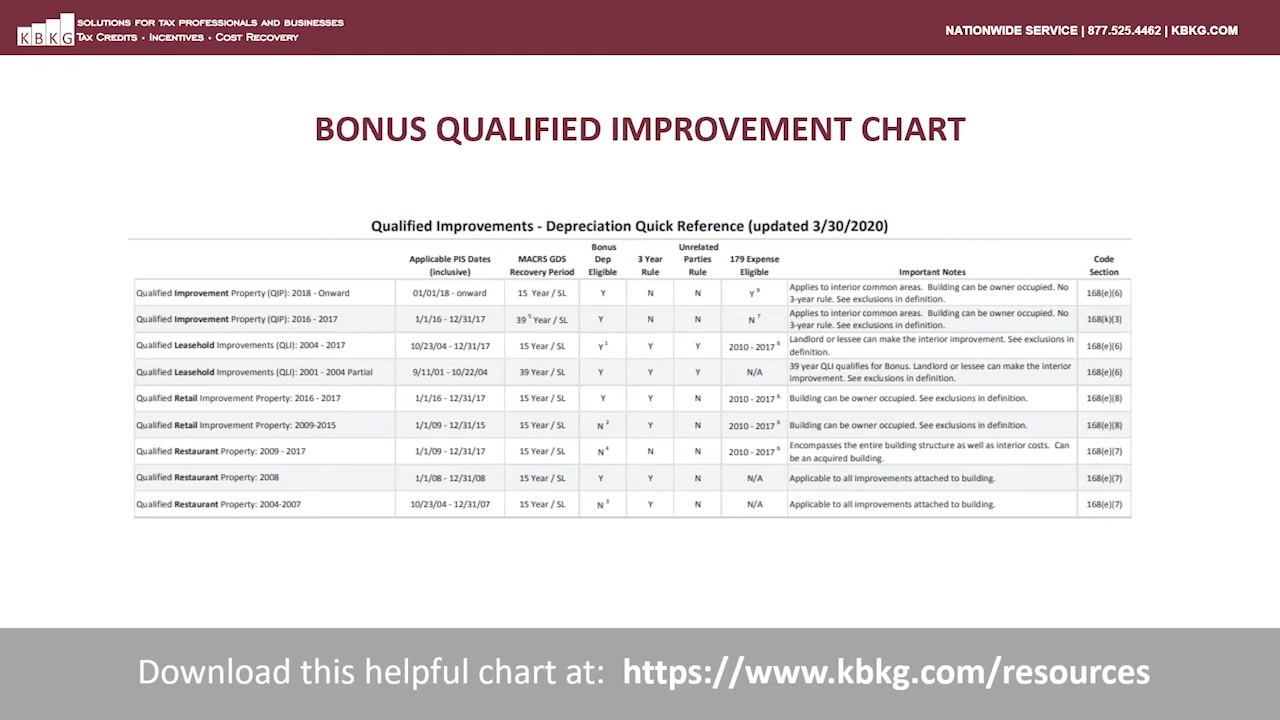 KBKG
SOLUTIONS FOR TAX PROFESSIONALS AND BUSINESSES
TAX CREDITS • INCENTIVES • COST RECOVERY
NATIONWIDE SERVICE | 877.525.4462 | KBKG.COM
BONUS QUALIFIED IMPROVEMENT CHART
Qualified Improvements - Depreciation Quick Reference (updated 3/30/2020)
Applicable PIS Dates (inclusive) MACRS GDS Recovery Period Bonus Dep Eligible 3 Year Rule Unrelated Parties Rule 179 Expense Eligible Important Notes Code Section
Qualified Improvement Property (QIP): 2018 - Onward 01/01/18 - onward 15 Year / SL Y N N Y 9 Applies to interior common areas. Building can be owner occupied. No 3-year rule. See exclusions in definition. 168(e)(6)
Qualified Improvement Property (QIP): 2016 - 2017 1/1/16 - 12/31/17 39 5 Year / SL Y N N N 7 Applies to interior common areas. Building can be owner occupied. No 3-year rule. See exclusions in definition. 168(k)(3)
Qualified Leasehold Improvements (QLI): 2004 - 2017 10/23/04 - 12/31/17 15 Year / SL Y 1 Y Y 2010 - 2017 6 Landlord or lessee can make the interior improvement. See exclusions in definition. 168(e)(6)
Qualified Leasehold Improvements (QLI): 2001 - 2004 Partial 9/11/01 - 10/22/04 39 Year / SL Y Y Y N/A 39 year QLI qualifies for Bonus. Landlord or lessee can make the interior improvement. See exclusions in definition. 168(e)(6)
Qualified Retail Improvement Property: 2016 - 2017 1/1/16 - 12/31/17 15 Year / SL Y Y N 2010 - 2017 6 Building can be owner occupied. See exclusions in definition. 168(e)(8)
Qualified Retail Improvement Property: 2009-2015 1/1/09 - 12/31/15 15 Year / SL N 2 Y N 2010 - 2017 6 Building can be owner occupied. See exclusions in definition. 168(e)(8)
Qualified Restaurant Property: 2009 - 2017 1/1/09 - 12/31/17 15 Year / SL N 4 N N 2010 - 2017 6 Encompasses the entire building structure as well as interior costs. Can be an acquired building. 168(e)(7)
Qualified Restaurant Property: 2008 1/1/08 - 12/31/08 15 Year / SL Y Y N N/A Applicable to all improvements attached to building. 168(e)(7)
Qualified Restaurant Property: 2004-2007 10/23/04 - 12/31/07 15 Year / SL N 3 Y N N/A Applicable to all improvements attached to building. 168(e)(7)
Download this helpful chart at: https://www.kbkg.com/resources